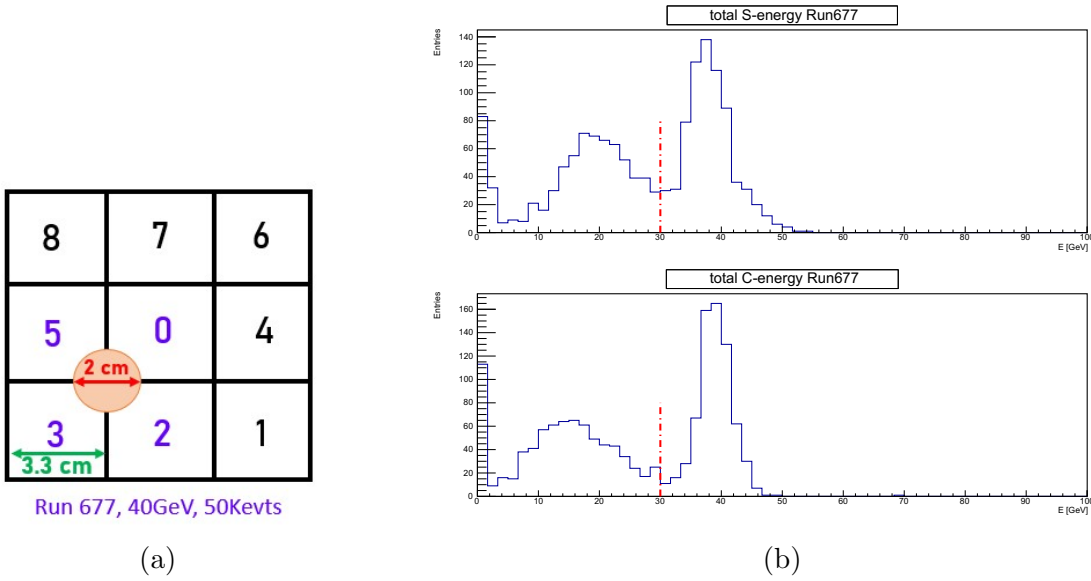 8 7 6
5 0 4
2 cm
3 2 1
3.3 cm
Run 677, 40GeV, 50Kevts
(a)
total S-energy Run677
Entries
140
120
100
80
60
40
20
0
0 10 20 30 40 50 60 70 80 90 100
E [GeV]
total C-energy Run677
Entries
160
140
120
100
80
60
40
20
0
0 10 20 30 40 50 60 70 80 90 100
E [GeV]
(b)